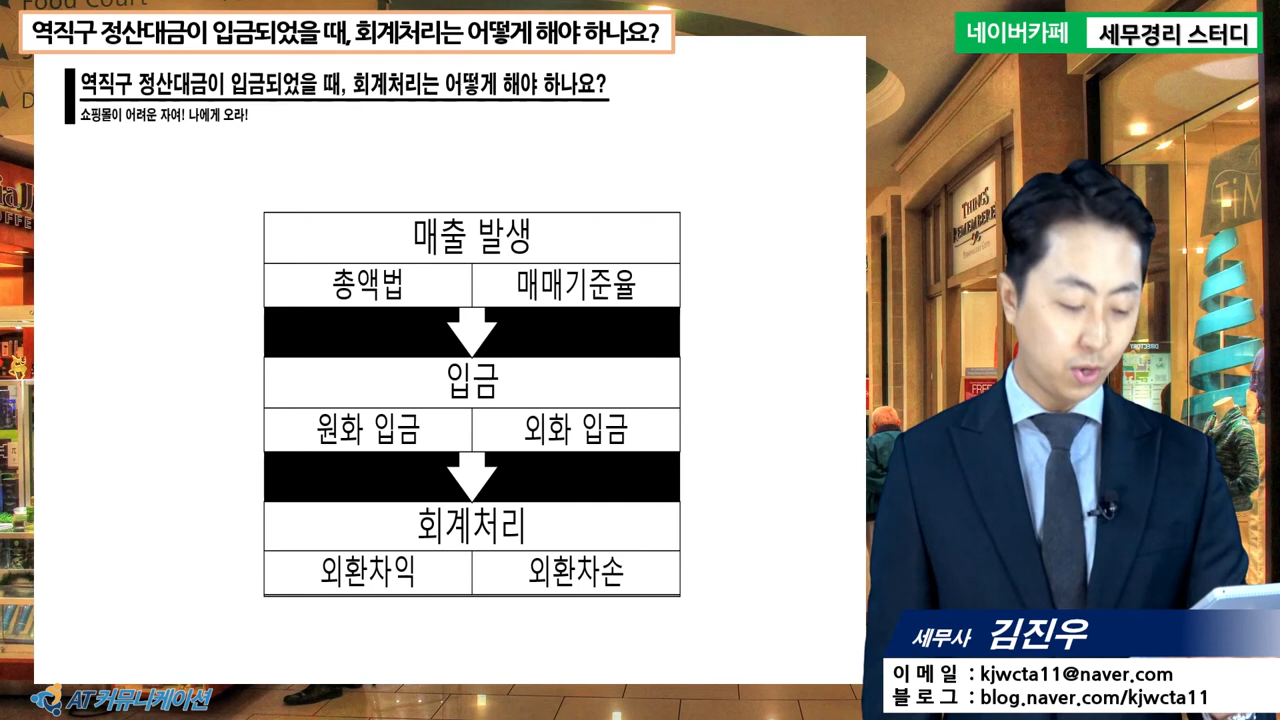 Food Court
역직구 정산대금이 입금되었을 때, 회계처리는 어떻게 해야 하나요?
네이버카페 세무경리 스터디
역직구 정산대금이 입금되었을 때, 회계처리는 어떻게 해야 하나요?
쇼핑몰이 어려운 자여! 나에게 오라!
매출 발생
총액법 매매기준율
입금
원화 입금 외화 입금
회계처리
외환차익 외환차손
THINGS
REMEMBERED
TIM
DIRECTORY
FREE
세무사 김진우
이 메 일 : kjwcta11@naver.com
블 로 그 : blog.naver.com/kjwcta11
AT커뮤니케이션